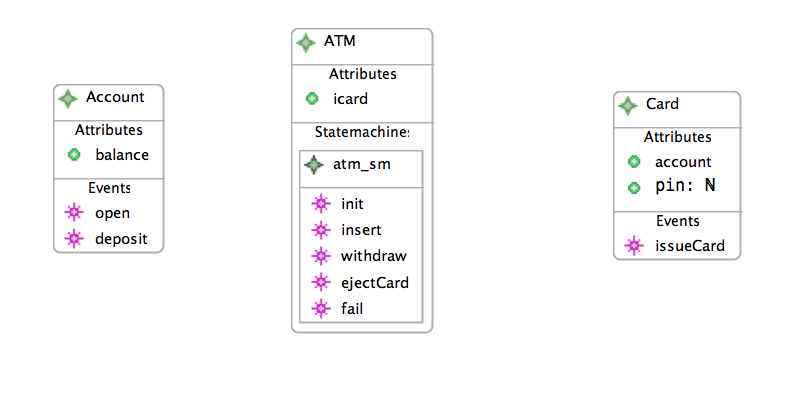 Account
Attributes
balance
Events
open
deposit
ATM
Attributes
icard
Statemachines
atm_sm
init
insert
withdraw
ejectCard
fail
Card
Attributes
account
pin: ℕ
Events
issueCard